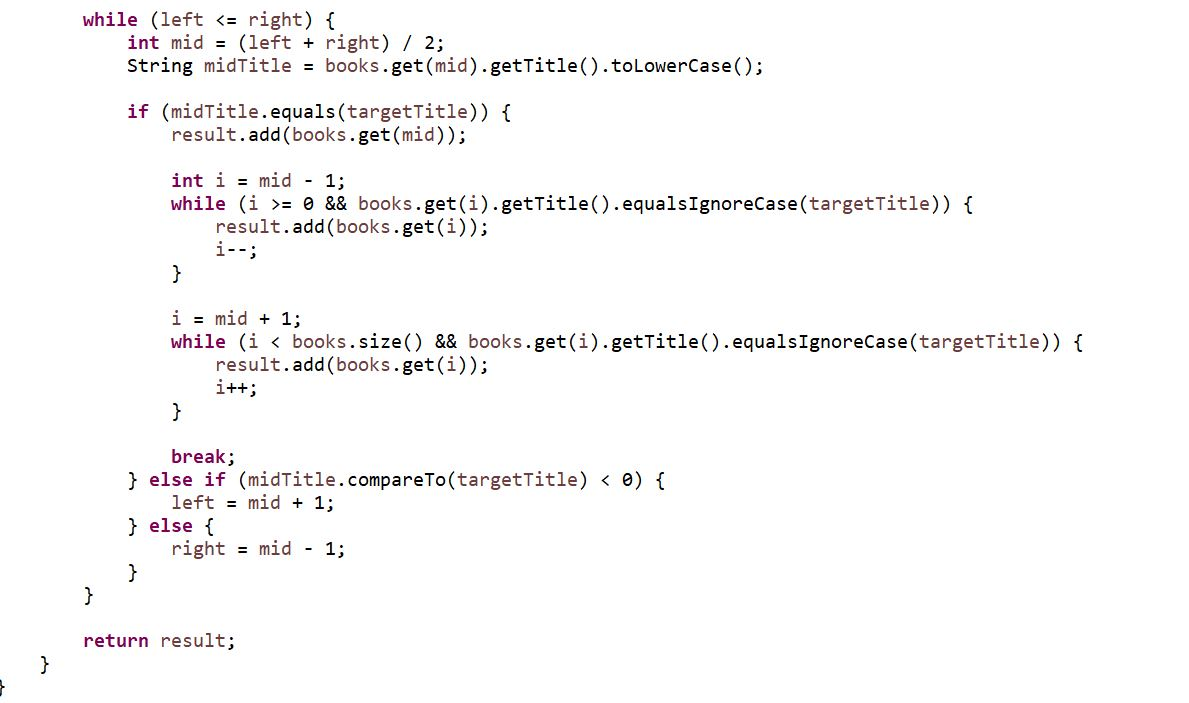 while (left <= right) {
int mid = (left + right) / 2;
String midTitle = books.get(mid).getTitle().toLowerCase();
if (midTitle.equals(targetTitle)) {
result.add(books.get(mid));
int i = mid - 1;
while (i >= 0 && books.get(i).getTitle().equalsIgnoreCase(targetTitle)) {
result.add(books.get(i));
i--;
}
i = mid + 1;
while (i < books.size() && books.get(i).getTitle().equalsIgnoreCase(targetTitle)) {
result.add(books.get(i));
i++;
}
break;
} else if (midTitle.compareTo(targetTitle) < 0) {
left = mid + 1;
} else {
right = mid - 1;
}
}
return result;
}
}